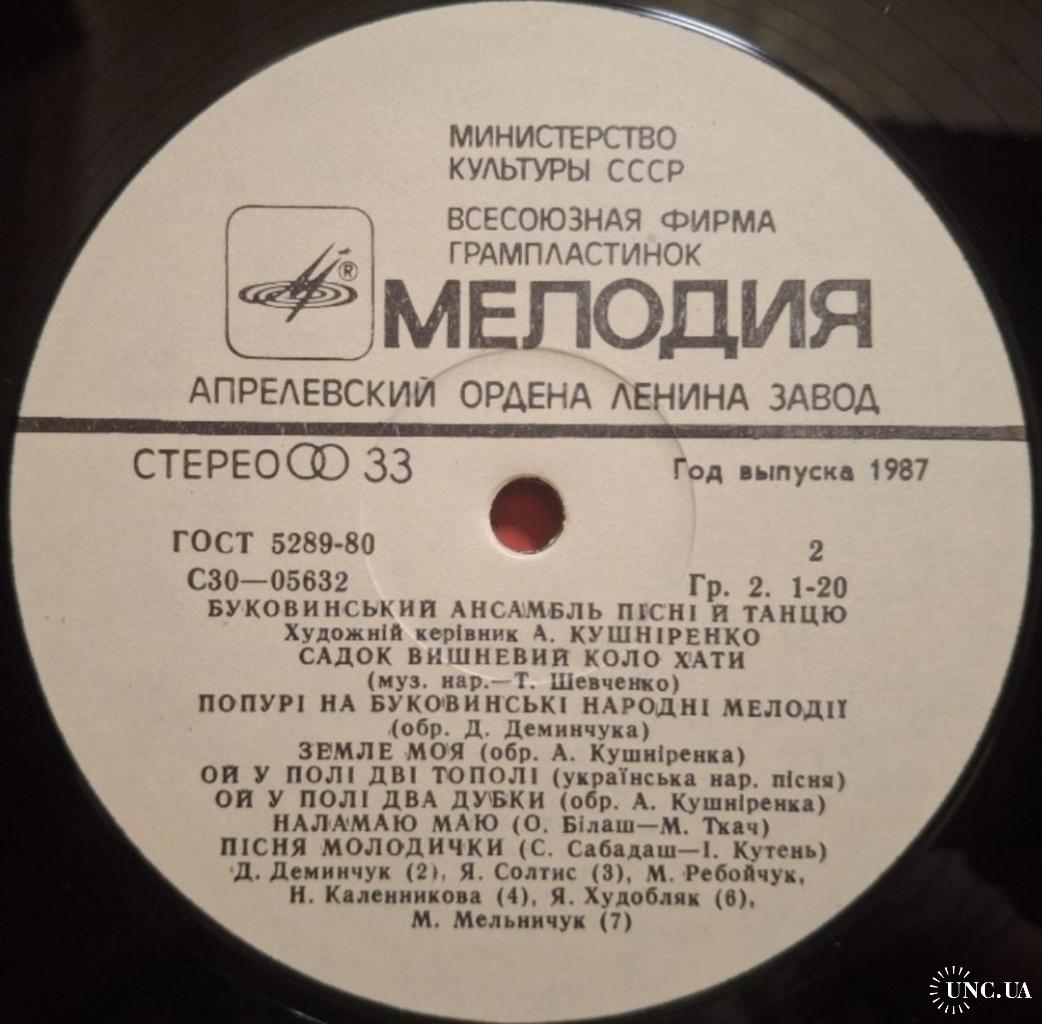 МИНИСТЕРСТВО
КУЛЬТУРЫ СССР
ВСЕСОЮЗНАЯ ФИРМА
ГРАМПЛАСТИНОК
®
МЕЛОДИЯ
АПРЕЛЕВСКИЙ ОРДЕНА ЛЕНИНА ЗАВОД
СТЕРЕО 33
Год выпуска 1987
ГОСТ 5289-80
2
С30—05632
Гр. 2. 1-20
БУКОВИНСЬКИЙ АНСАМБЛЬ ПІСНІ Й ТАНЦЮ
Художній керівник А. КУШНІРЕНКО
САДОК ВИШНЕВИЙ КОЛО ХАТИ
(муз. нар.—Т. Шевченко)
ПОПУРІ НА БУКОВИНСЬКІ НАРОДНІ МЕЛОДІЇ
(обр. Д. Деминчука)
ЗЕМЛЕ МОЯ (обр. А. Кушніренка)
ОЙ У ПОЛІ ДВІ ТОПОЛІ (українська нар. пісня)
ОЙ У ПОЛІ ДВА ДУБКИ (обр. А. Кушніренка)
НАЛАМАЮ МАЮ (О. Білаш—М. Ткач)
ПІСНЯ МОЛОДИЧКИ (С. Сабадаш—І. Кутень)
Д. Деминчук (2), Я. Солтис (3), М. Ребойчук,
Н. Каленникова (4), Я. Худобляк (6),
М. Мельничук (7)
UNC.UA